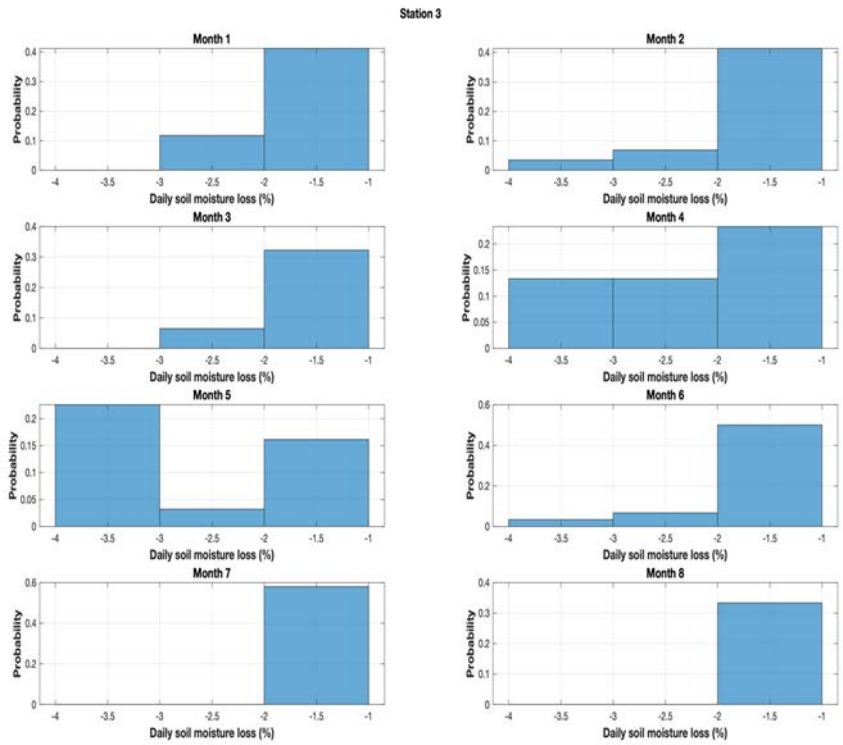 Station 3
Month 1
Probability
0.4
0.3
0.2
0.1
0
-4 -3.5 -3 -2.5 -2 -1.5 -1
Daily soil moisture loss (%)
Month 2
Probability
0.4
0.3
0.2
0.1
0
-4 -3.5 -3 -2.5 -2 -1.5 -1
Daily soil moisture loss (%)
Month 3
Probability
0.4
0.3
0.2
0.1
0
-4 -3.5 -3 -2.5 -2 -1.5 -1
Daily soil moisture loss (%)
Month 4
Probability
0.2
0.15
0.1
0.05
0
-4 -3.5 -3 -2.5 -2 -1.5 -1
Daily soil moisture loss (%)
Month 5
Probability
0.2
0.15
0.1
0.05
0
-4 -3.5 -3 -2.5 -2 -1.5 -1
Daily soil moisture loss (%)
Month 6
Probability
0.6
0.4
0.2
0
-4 -3.5 -3 -2.5 -2 -1.5 -1
Daily soil moisture loss (%)
Month 7
Probability
0.6
0.4
0.2
0
-4 -3.5 -3 -2.5 -2 -1.5 -1
Daily soil moisture loss (%)
Month 8
Probability
0.4
0.3
0.2
0.1
0
-4 -3.5 -3 -2.5 -2 -1.5 -1
Daily soil moisture loss (%)